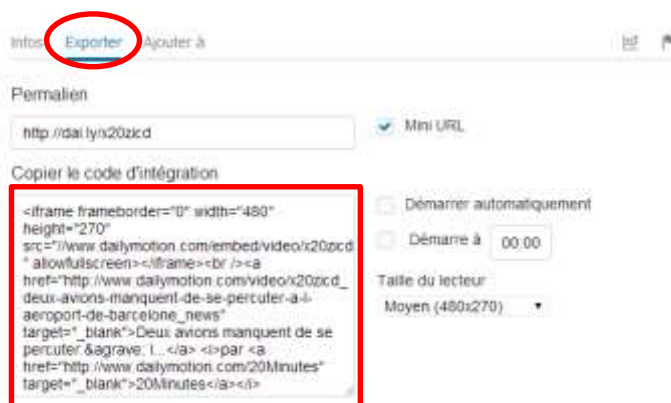 Infos Exporter Ajouter à
Permalien
http://dai.ly/x20zicd
Mini URL
Copier le code d'intégration
<iframe frameborder="0" width="480"
height="270"
src="//www.dailymotion.com/embed/video/x20zicd
" allowfullscreen></iframe><br /><a
href="http://www.dailymotion.com/video/x20zicd_
deux-avions-manquent-de-se-percuter-a-l-
aeroport-de-barcelone_news"
target="_blank">Deux avions manquent de se
percuter &agrave; l...</a> <i>par <a
href="http://www.dailymotion.com/20Minutes"
target="_blank">20Minutes</a></i>
Démarrer automatiquement
Démarre à 00:00
Taille du lecteur
Moyen (480x270)